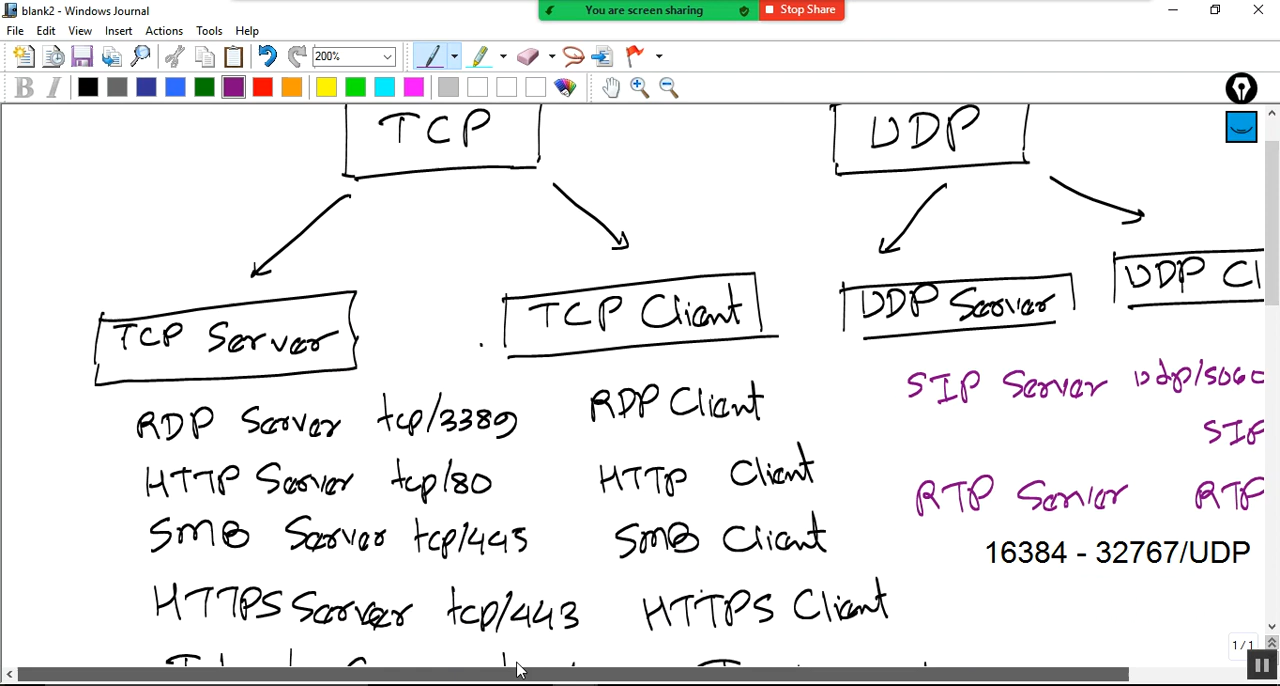 blank2 - Windows Journal
You are screen sharing
Stop Share
File Edit View Insert Actions Tools Help
200%
B I
TCP UDP
TCP Server TCP Client UDP Server UDP Cl
RDP Server tcp/3389 RDP Client SIP Server udp/5060
HTTP Server tcp/80 HTTP Client SIP
SMB Server tcp/445 SMB Client RTP Server RTP
16384 - 32767/UDP
HTTPS Server tcp/443 HTTPS Client
1/1